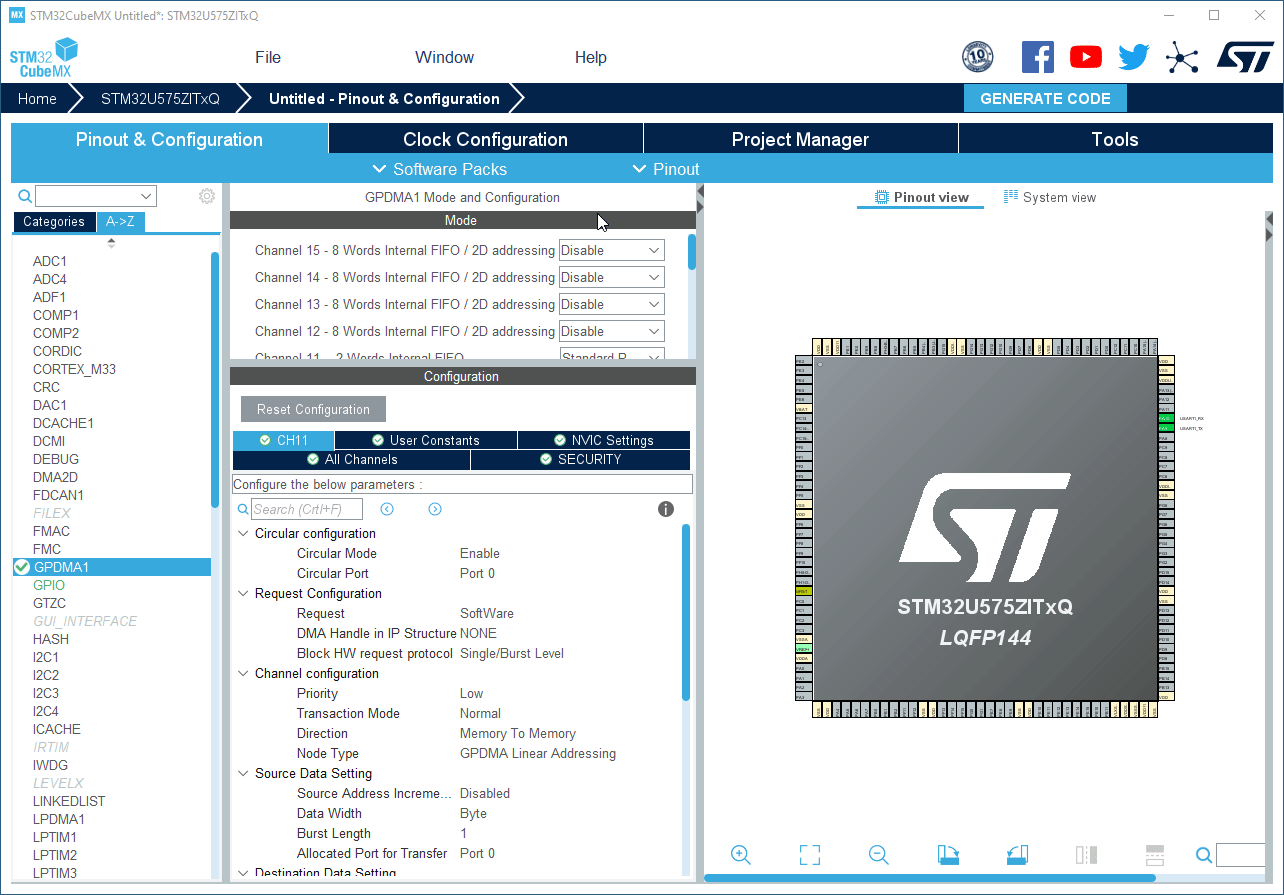 MX STM32CubeMX Untitled*: STM32U575ZITxQ
STM32
CubeMX
File
Window
Help
10
Home
STM32U575ZITxQ
Untitled - Pinout & Configuration
GENERATE CODE
Pinout & Configuration
Clock Configuration
Project Manager
Tools
Software Packs
Pinout
Categories
A->Z
ADC1
ADC4
ADF1
COMP1
COMP2
CORDIC
CORTEX_M33
CRC
DAC1
DCACHE1
DCMI
DEBUG
DMA2D
FDCAN1
FILEX
FMAC
FMC
GPDMA1
GPIO
GTZC
GUI_INTERFACE
HASH
I2C1
I2C2
I2C3
I2C4
ICACHE
IRTIM
IWDG
LEVELX
LINKEDLIST
LPDMA1
LPTIM1
LPTIM2
LPTIM3
GPDMA1 Mode and Configuration
Mode
Channel 15 - 8 Words Internal FIFO / 2D addressing Disable
Channel 14 - 8 Words Internal FIFO / 2D addressing Disable
Channel 13 - 8 Words Internal FIFO / 2D addressing Disable
Channel 12 - 8 Words Internal FIFO / 2D addressing Disable
Channel 11 - 2 Words Internal FIFO Standard R...
Configuration
Reset Configuration
CH11
User Constants
NVIC Settings
All Channels
SECURITY
Configure the below parameters :
Search (Crtl+F)
Circular configuration
Circular Mode Enable
Circular Port Port 0
Request Configuration
Request SoftWare
DMA Handle in IP Structure NONE
Block HW request protocol Single/Burst Level
Channel configuration
Priority Low
Transaction Mode Normal
Direction Memory To Memory
Node Type GPDMA Linear Addressing
Source Data Setting
Source Address Increme... Disabled
Data Width Byte
Burst Length 1
Allocated Port for Transfer Port 0
Destination Data Setting
Pinout view
System view
USART1_RX
USART1_TX
STM32U575ZITxQ
LQFP144